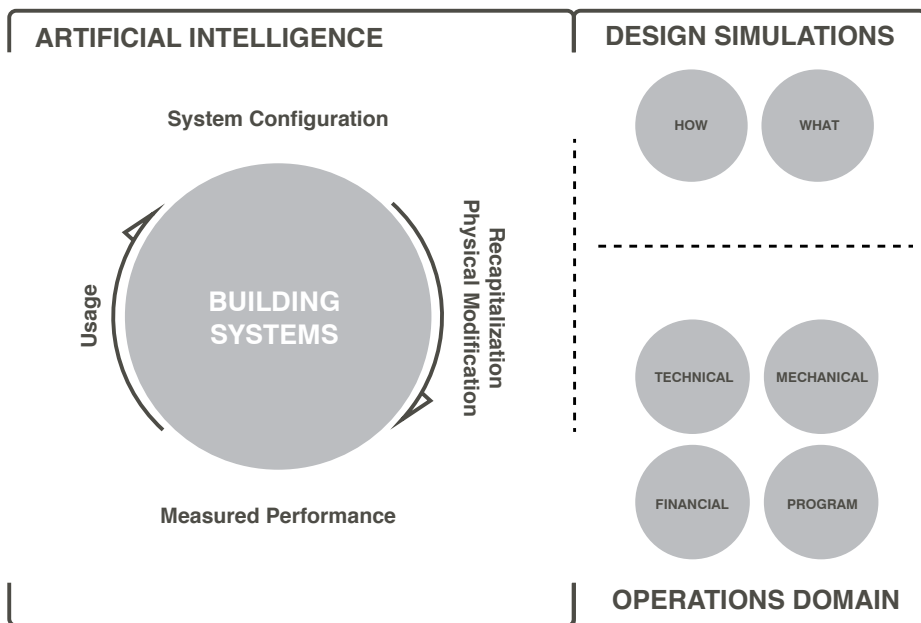 ARTIFICIAL INTELLIGENCE
System Configuration
Usage
BUILDING
SYSTEMS
Recapitalization
Physical Modification
Measured Performance
DESIGN SIMULATIONS
HOW
WHAT
TECHNICAL
MECHANICAL
FINANCIAL
PROGRAM
OPERATIONS DOMAIN